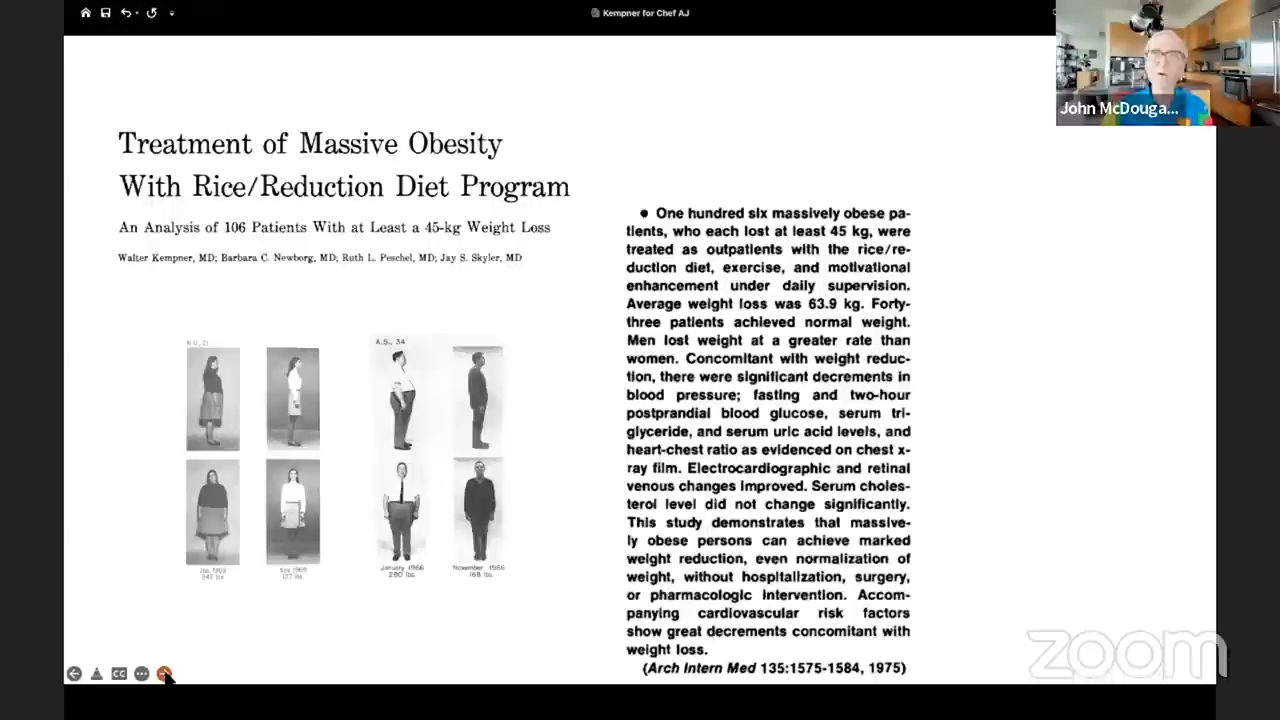 Kempner for Chef AJ
John McDouga...
Treatment of Massive Obesity
With Rice/Reduction Diet Program
An Analysis of 106 Patients With at Least a 45-kg Weight Loss
Walter Kempner, MD; Barbara C. Newborg, MD; Ruth L. Peschel, MD; Jay S. Skyler, MD
A.S., 34
January 1966
November 1966
168 lbs.
● One hundred six massively obese pa-
tients, who each lost at least 45 kg, were
treated as outpatients with the rice/re-
duction diet, exercise, and motivational
enhancement under daily supervision.
Average weight loss was 63.9 kg. Forty-
three patients achieved normal weight.
Men lost weight at a greater rate than
women. Concomitant with weight reduc-
tion, there were significant decrements in
blood pressure; fasting and two-hour
postprandial blood glucose, serum tri-
glyceride, and serum uric acid levels, and
heart-chest ratio as evidenced on chest x-
ray film. Electrocardiographic and retinal
venous changes improved. Serum choles-
terol level did not change significantly.
This study demonstrates that massive-
ly obese persons can achieve marked
weight reduction, even normalization of
weight, without hospitalization, surgery,
or pharmacologic intervention. Accom-
panying cardiovascular risk factors
show great decrements concomitant with
weight loss.
(Arch Intern Med 135:1575-1584, 1975)
CC
zoom